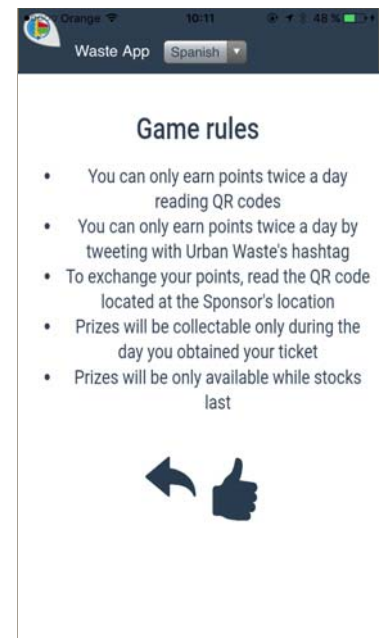 Orange 10:11 48 %
Waste App Spanish
Game rules
• You can only earn points twice a day
reading QR codes
• You can only earn points twice a day by
tweeting with Urban Waste's hashtag
• To exchange your points, read the QR code
located at the Sponsor's location
• Prizes will be collectable only during the
day you obtained your ticket
• Prizes will be only available while stocks
last